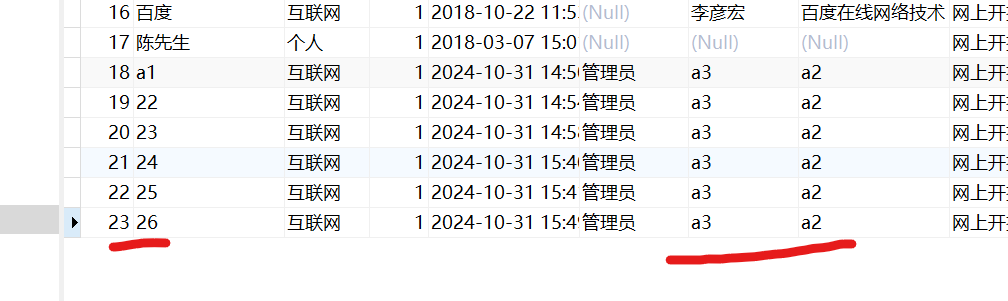 16 百度 互联网 1 2018-10-22 11:5 (Null) 李彦宏 百度在线网络技术 网上开
17 陈先生 个人 1 2018-03-07 15:0 (Null) (Null) (Null) 网上开
18 a1 互联网 1 2024-10-31 14:50 管理员 a3 a2 网上开
19 22 互联网 1 2024-10-31 14:54 管理员 a3 a2 网上开
20 23 互联网 1 2024-10-31 14:5 管理员 a3 a2 网上开
21 24 互联网 1 2024-10-31 15:40 管理员 a3 a2 网上开
22 25 互联网 1 2024-10-31 15:4 管理员 a3 a2 网上开
23 26 互联网 1 2024-10-31 15:49 管理员 a3 a2 网上开